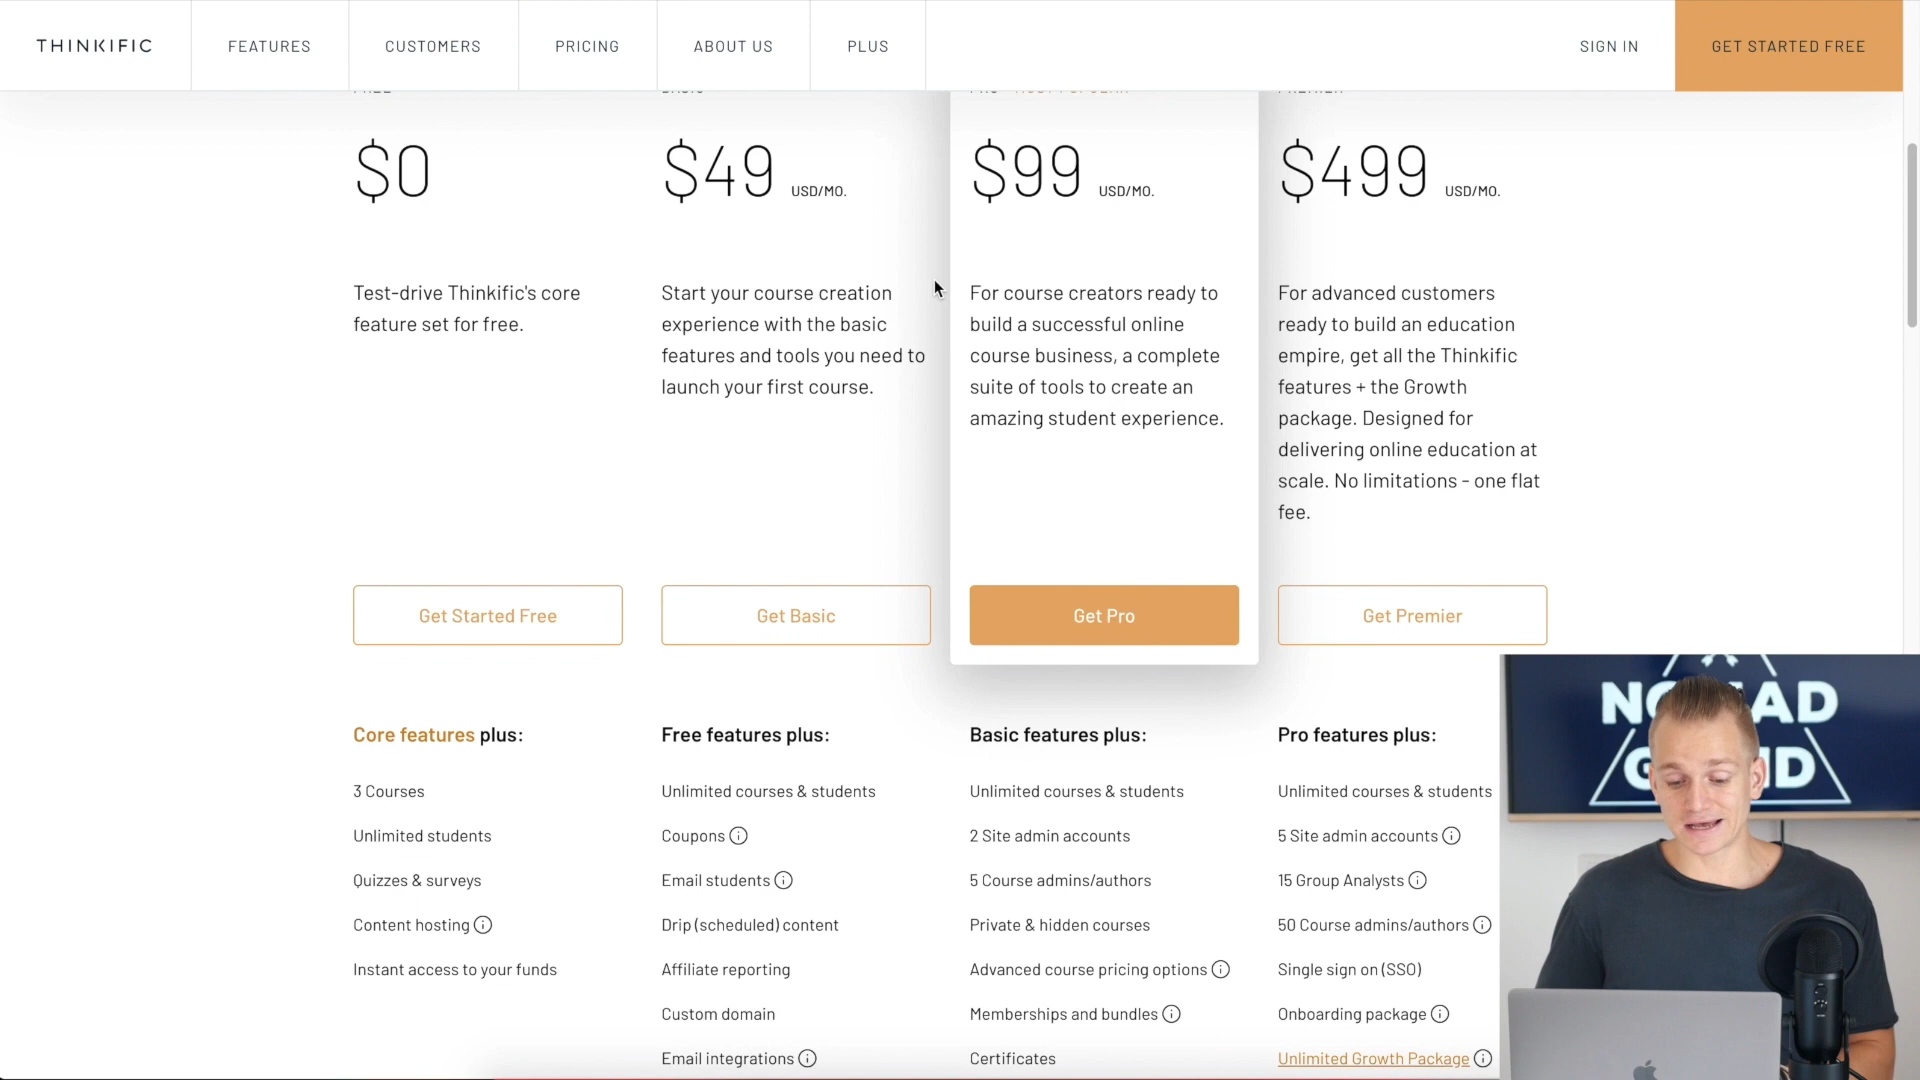 THINKIFIC
FEATURES
CUSTOMERS
PRICING
ABOUT US
PLUS
SIGN IN
GET STARTED FREE
$0
$49 USD/MO.
$99 USD/MO.
$499 USD/MO.
Test-drive Thinkific's core
feature set for free.
Start your course creation
experience with the basic
features and tools you need to
launch your first course.
For course creators ready to
build a successful online
course business, a complete
suite of tools to create an
amazing student experience.
For advanced customers
ready to build an education
empire, get all the Thinkific
features + the Growth
package. Designed for
delivering online education at
scale. No limitations - one flat
fee.
Get Started Free
Get Basic
Get Pro
Get Premier
Core features plus:
3 Courses
Unlimited students
Quizzes & surveys
Content hosting
Instant access to your funds
Free features plus:
Unlimited courses & students
Coupons
Email students
Drip (scheduled) content
Affiliate reporting
Custom domain
Email integrations
Basic features plus:
Unlimited courses & students
2 Site admin accounts
5 Course admins/authors
Private & hidden courses
Advanced course pricing options
Memberships and bundles
Certificates
Pro features plus:
Unlimited courses & students
5 Site admin accounts
15 Group Analysts
50 Course admins/authors
Single sign on (SSO)
Onboarding package
Unlimited Growth Package